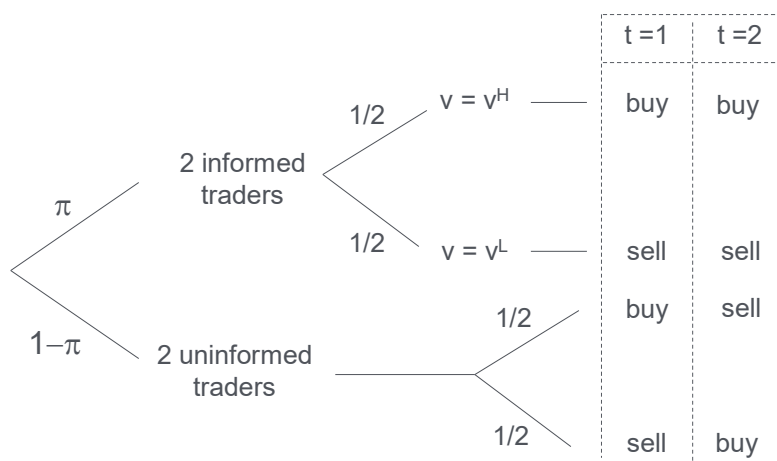 t =1 t =2
1/2 v = vᴴ buy buy
2 informed
traders
π
1/2 v = vᴸ sell sell
1/2 buy sell
1−π 2 uninformed
traders
1/2 sell buy